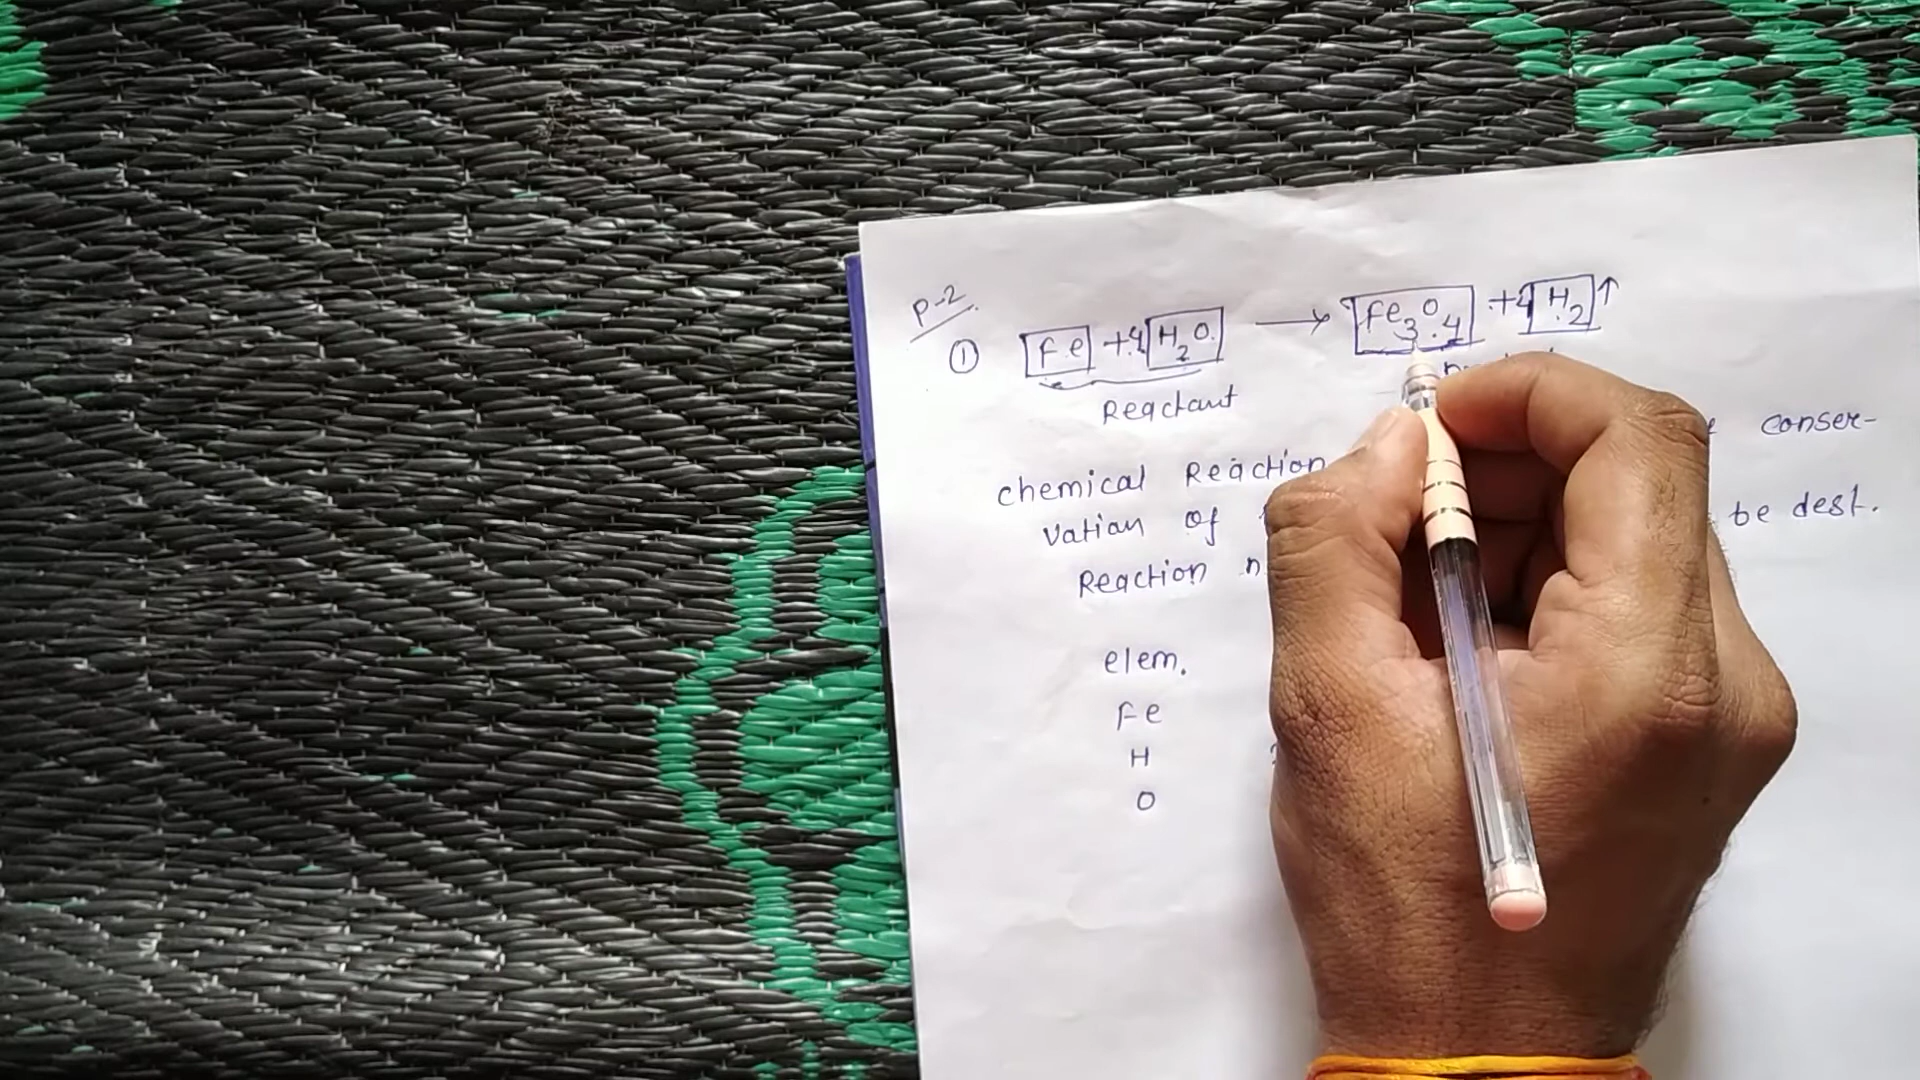 P-2
① Fe + 4 H2O → Fe3O4 + 4 H2 ↑
Reactant
chemical Reaction conser-
vation of be dest.
Reaction
elem.
Fe
H
O